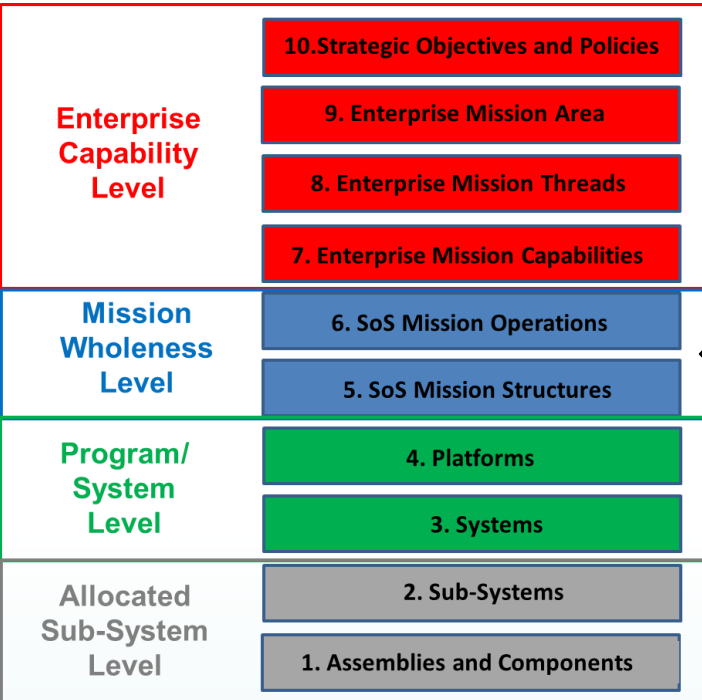 Enterprise
Capability
Level
10.Strategic Objectives and Policies
9. Enterprise Mission Area
8. Enterprise Mission Threads
7. Enterprise Mission Capabilities
Mission
Wholeness
Level
6. SoS Mission Operations
5. SoS Mission Structures
Program/
System
Level
4. Platforms
3. Systems
Allocated
Sub-System
Level
2. Sub-Systems
1. Assemblies and Components